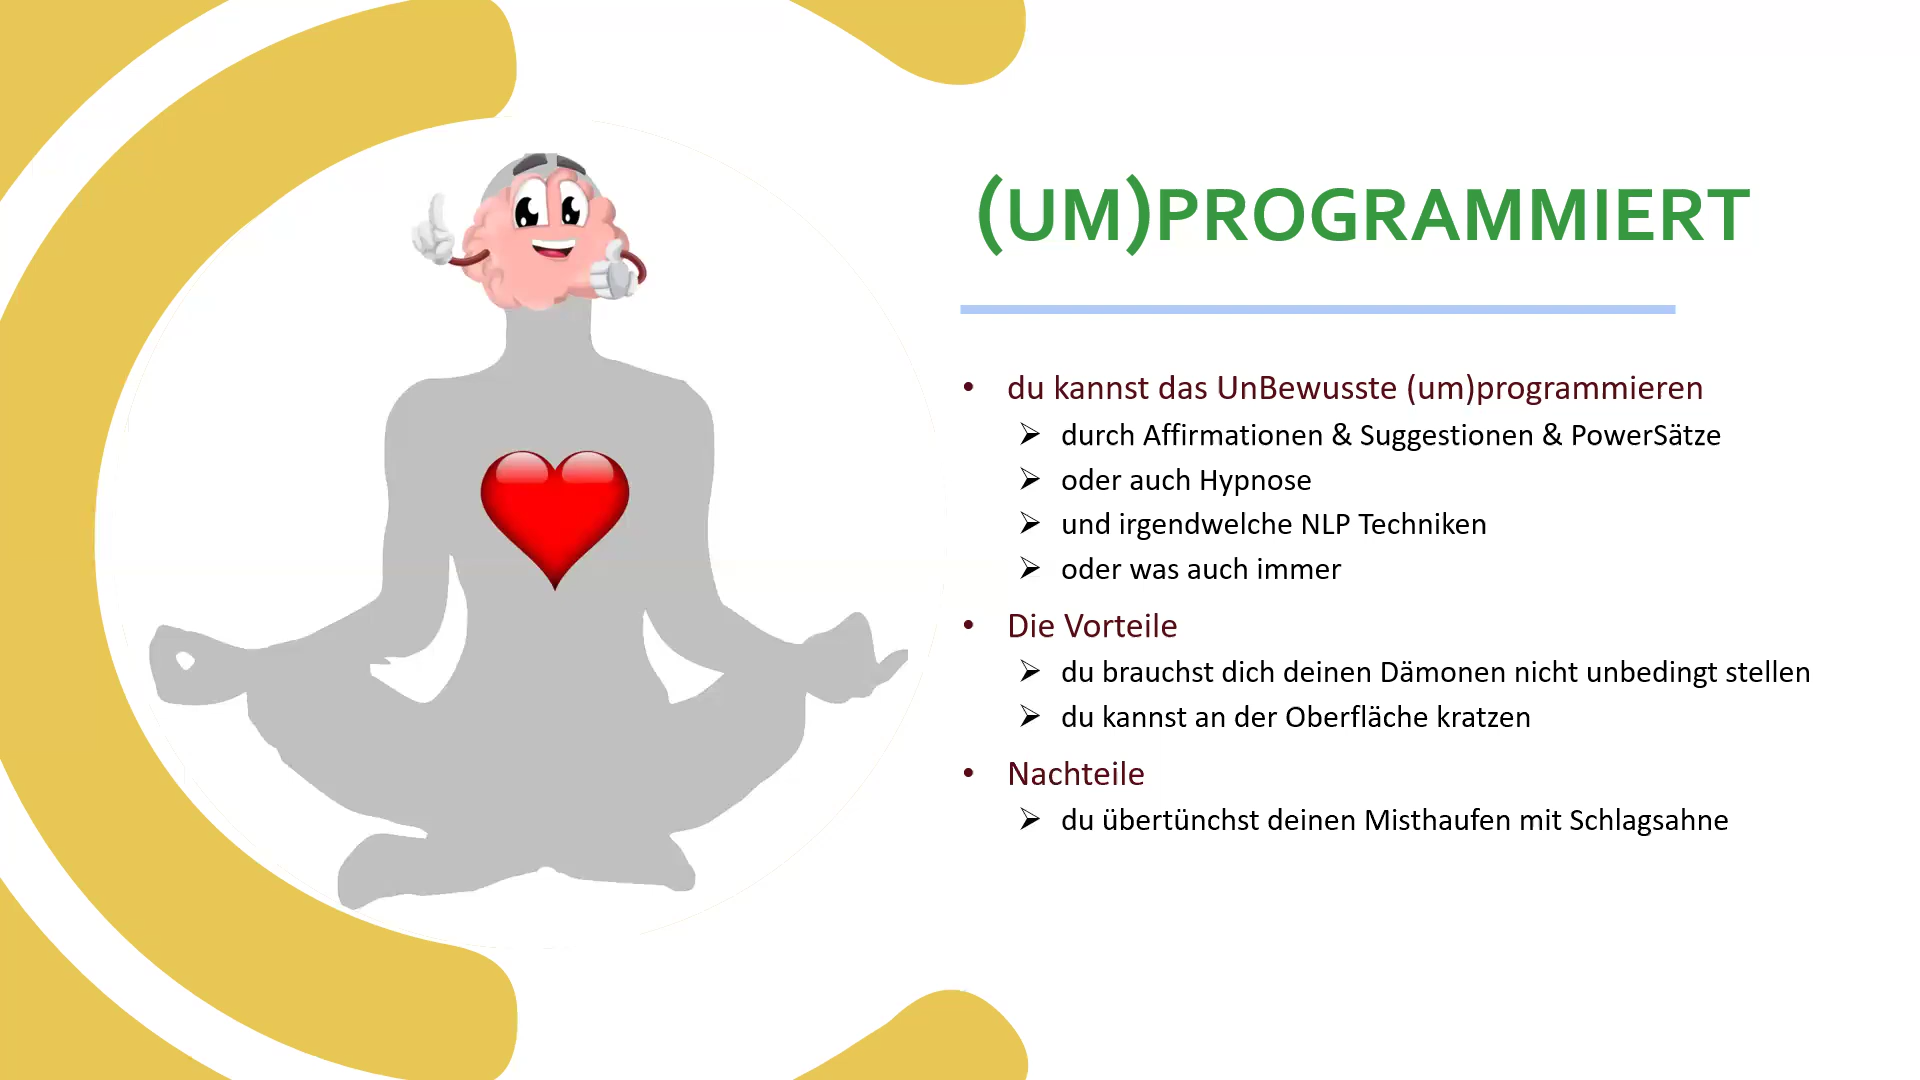 (UM)PROGRAMMIERT
• du kannst das UnBewusste (um)programmieren
➢ durch Affirmationen & Suggestionen & PowerSätze
➢ oder auch Hypnose
➢ und irgendwelche NLP Techniken
➢ oder was auch immer
• Die Vorteile
➢ du brauchst dich deinen Dämonen nicht unbedingt stellen
➢ du kannst an der Oberfläche kratzen
• Nachteile
➢ du übertünchst deinen Misthaufen mit Schlagsahne